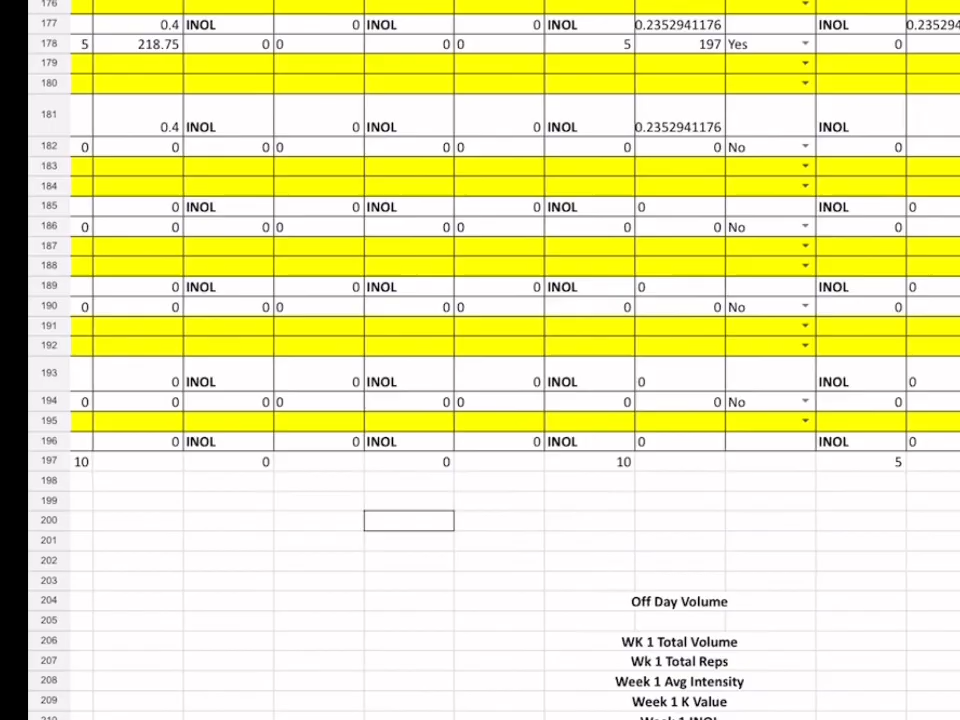 176
177 0.4 INOL 0 INOL 0 INOL 0.2352941176 INOL 0.235294
178 5 218.75 0 0 0 0 5 197 Yes 0
179
180
181 0.4 INOL 0 INOL 0 INOL 0.2352941176 INOL
182 0 0 0 0 0 0 0 0 No 0
183
184
185 0 INOL 0 INOL 0 INOL 0 INOL 0
186 0 0 0 0 0 0 0 0 No 0
187
188
189 0 INOL 0 INOL 0 INOL 0 INOL 0
190 0 0 0 0 0 0 0 0 No 0
191
192
193 0 INOL 0 INOL 0 INOL 0 INOL 0
194 0 0 0 0 0 0 0 0 No 0
195
196 0 INOL 0 INOL 0 INOL 0 INOL 0
197 10 0 0 10 5
198
199
200
201
202
203
204 Off Day Volume
205
206 WK 1 Total Volume
207 Wk 1 Total Reps
208 Week 1 Avg Intensity
209 Week 1 K Value
210 Week 1 INOL